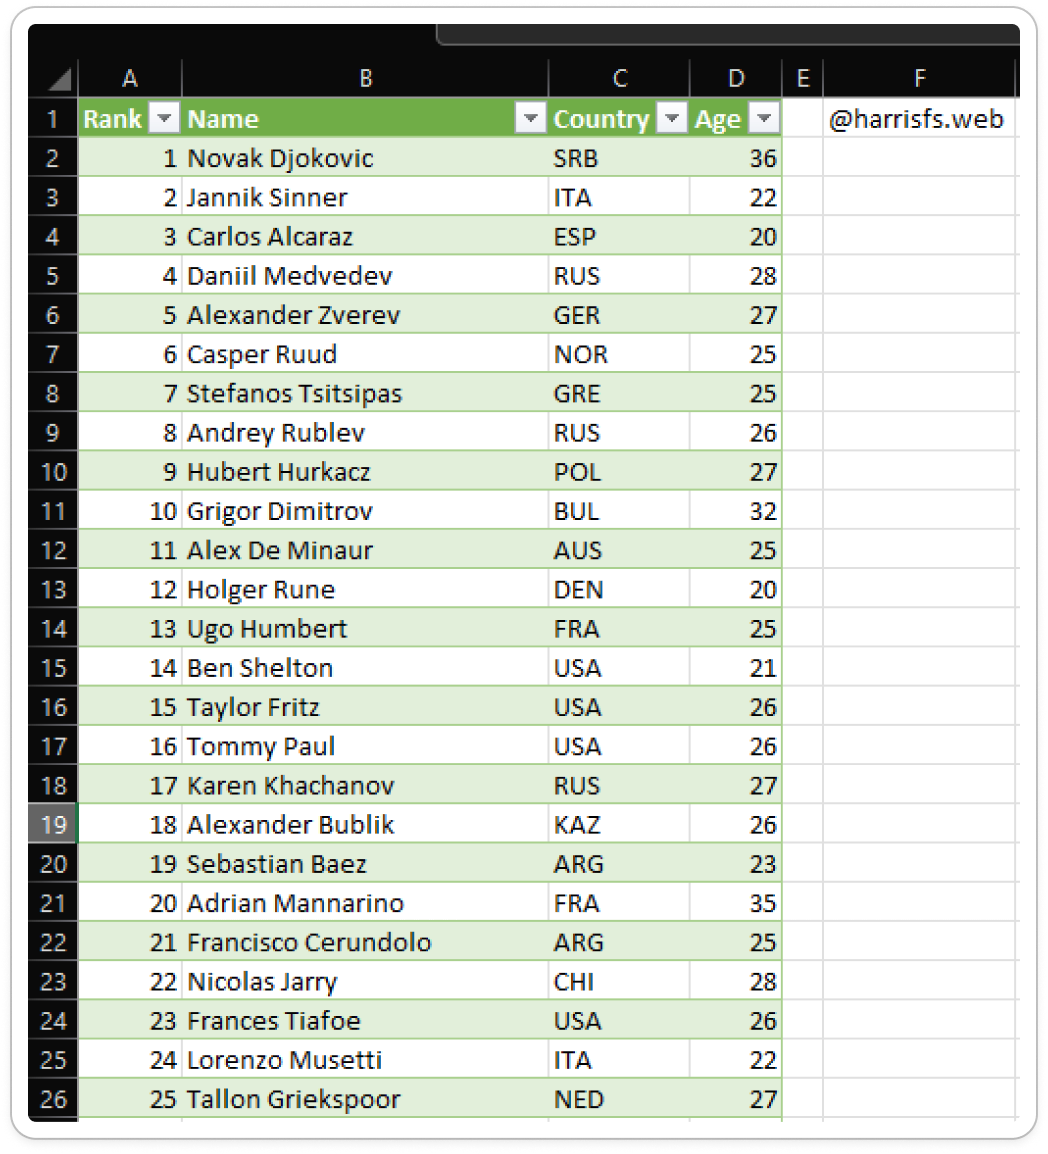 A B C D E F
1 Rank Name Country Age @harrisfs.web
2 1 Novak Djokovic SRB 36
3 2 Jannik Sinner ITA 22
4 3 Carlos Alcaraz ESP 20
5 4 Daniil Medvedev RUS 28
6 5 Alexander Zverev GER 27
7 6 Casper Ruud NOR 25
8 7 Stefanos Tsitsipas GRE 25
9 8 Andrey Rublev RUS 26
10 9 Hubert Hurkacz POL 27
11 10 Grigor Dimitrov BUL 32
12 11 Alex De Minaur AUS 25
13 12 Holger Rune DEN 20
14 13 Ugo Humbert FRA 25
15 14 Ben Shelton USA 21
16 15 Taylor Fritz USA 26
17 16 Tommy Paul USA 26
18 17 Karen Khachanov RUS 27
19 18 Alexander Bublik KAZ 26
20 19 Sebastian Baez ARG 23
21 20 Adrian Mannarino FRA 35
22 21 Francisco Cerundolo ARG 25
23 22 Nicolas Jarry CHI 28
24 23 Frances Tiafoe USA 26
25 24 Lorenzo Musetti ITA 22
26 25 Tallon Griekspoor NED 27